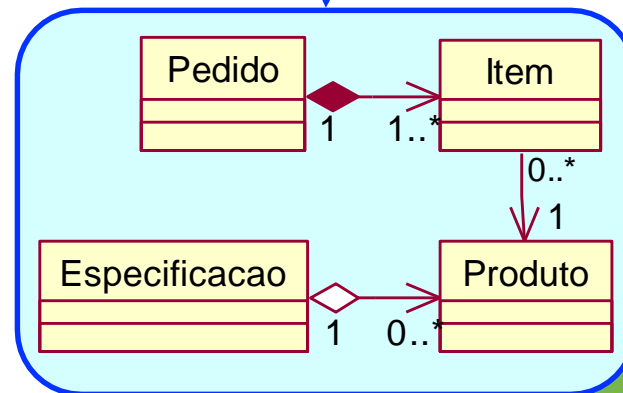 Pedido
Item
1
1..*
0..*
1
Especificacao
Produto
1
0..*